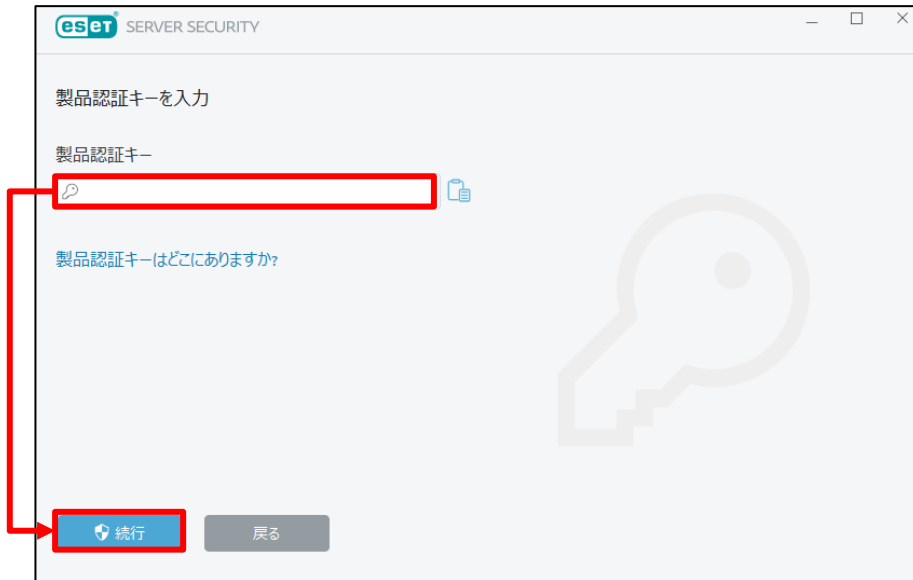 eset® SERVER SECURITY
製品認証キーを入力
製品認証キー
製品認証キーはどこにありますか?
続行
戻る